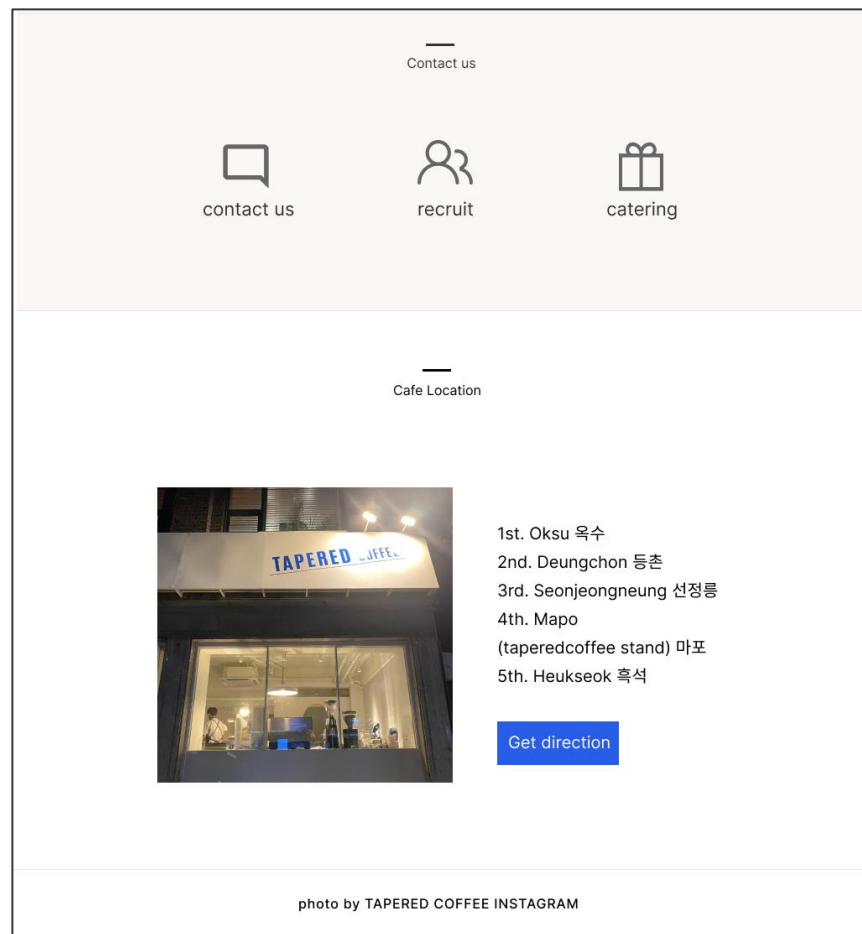 Contact us
contact us
recruit
catering
Cafe Location
TAPERED
1st. Oksu 옥수
2nd. Deungchon 등촌
3rd. Seonjeongneung 선정릉
4th. Mapo
(taperedcoffee stand) 마포
5th. Heukseok 흑석
Get direction
photo by TAPERED COFFEE INSTAGRAM